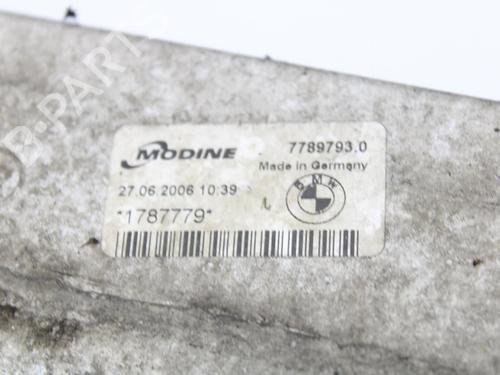 MODINE
7789793.0
Made in Germany
27.06.2006 10:39
BMW
*1787779*
B-PARTS